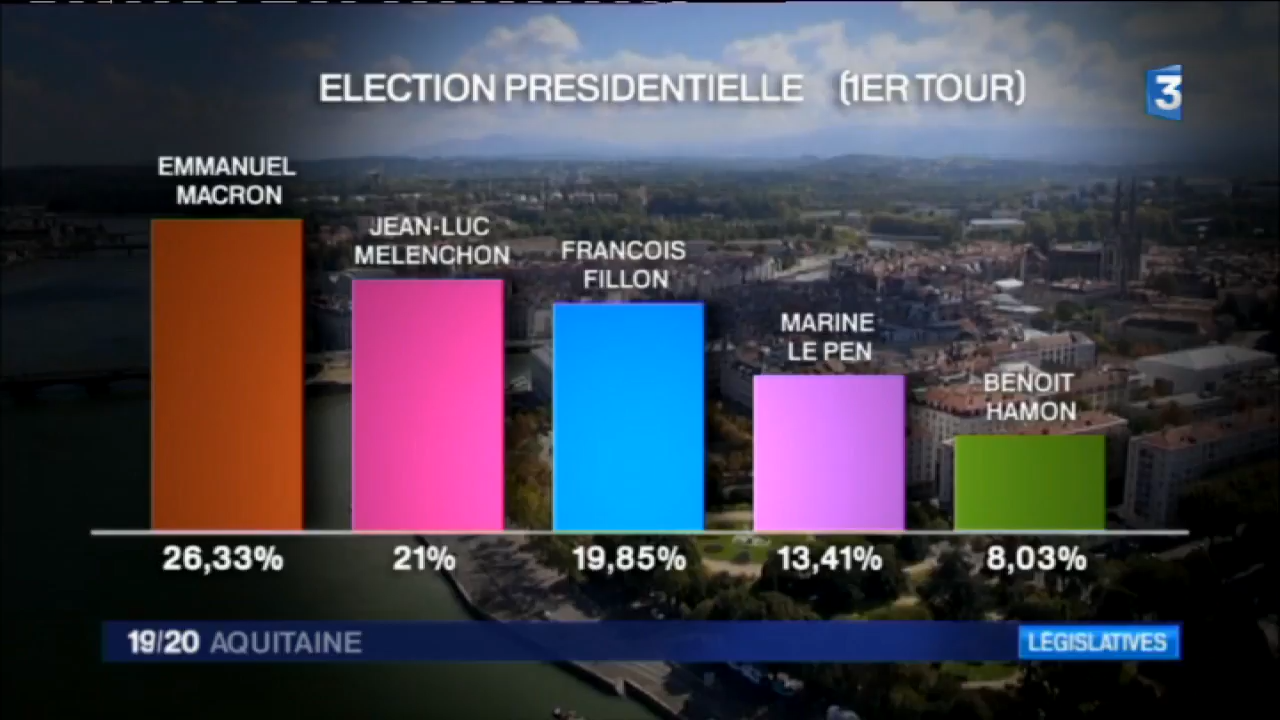 ELECTION PRESIDENTIELLE (1ER TOUR)
3
EMMANUEL
MACRON
JEAN-LUC
MELENCHON
FRANCOIS
FILLON
MARINE
LE PEN
BENOIT
HAMON
26,33%
21%
19,85%
13,41%
8,03%
19/20 AQUITAINE
LÉGISLATIVES